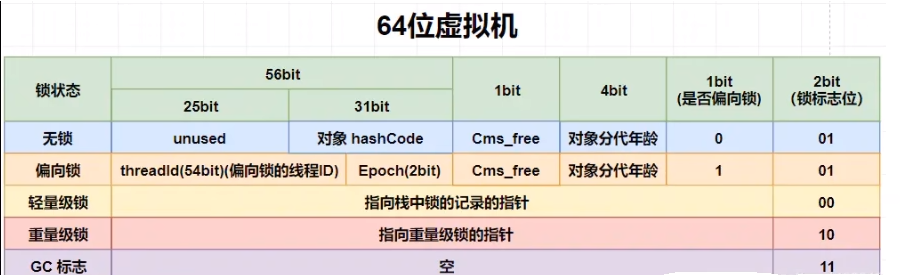 64位虚拟机
锁状态
56bit
25bit
31bit
1bit
4bit
1bit
(是否偏向锁)
2bit
(锁标志位)
无锁
unused
对象 hashCode
Cms_free
对象分代年龄
0
01
偏向锁
threadId(54bit)(偏向锁的线程ID)
Epoch(2bit)
Cms_free
对象分代年龄
1
01
轻量级锁
指向栈中锁的记录的指针
00
重量级锁
指向重量级锁的指针
10
GC 标志
空
11